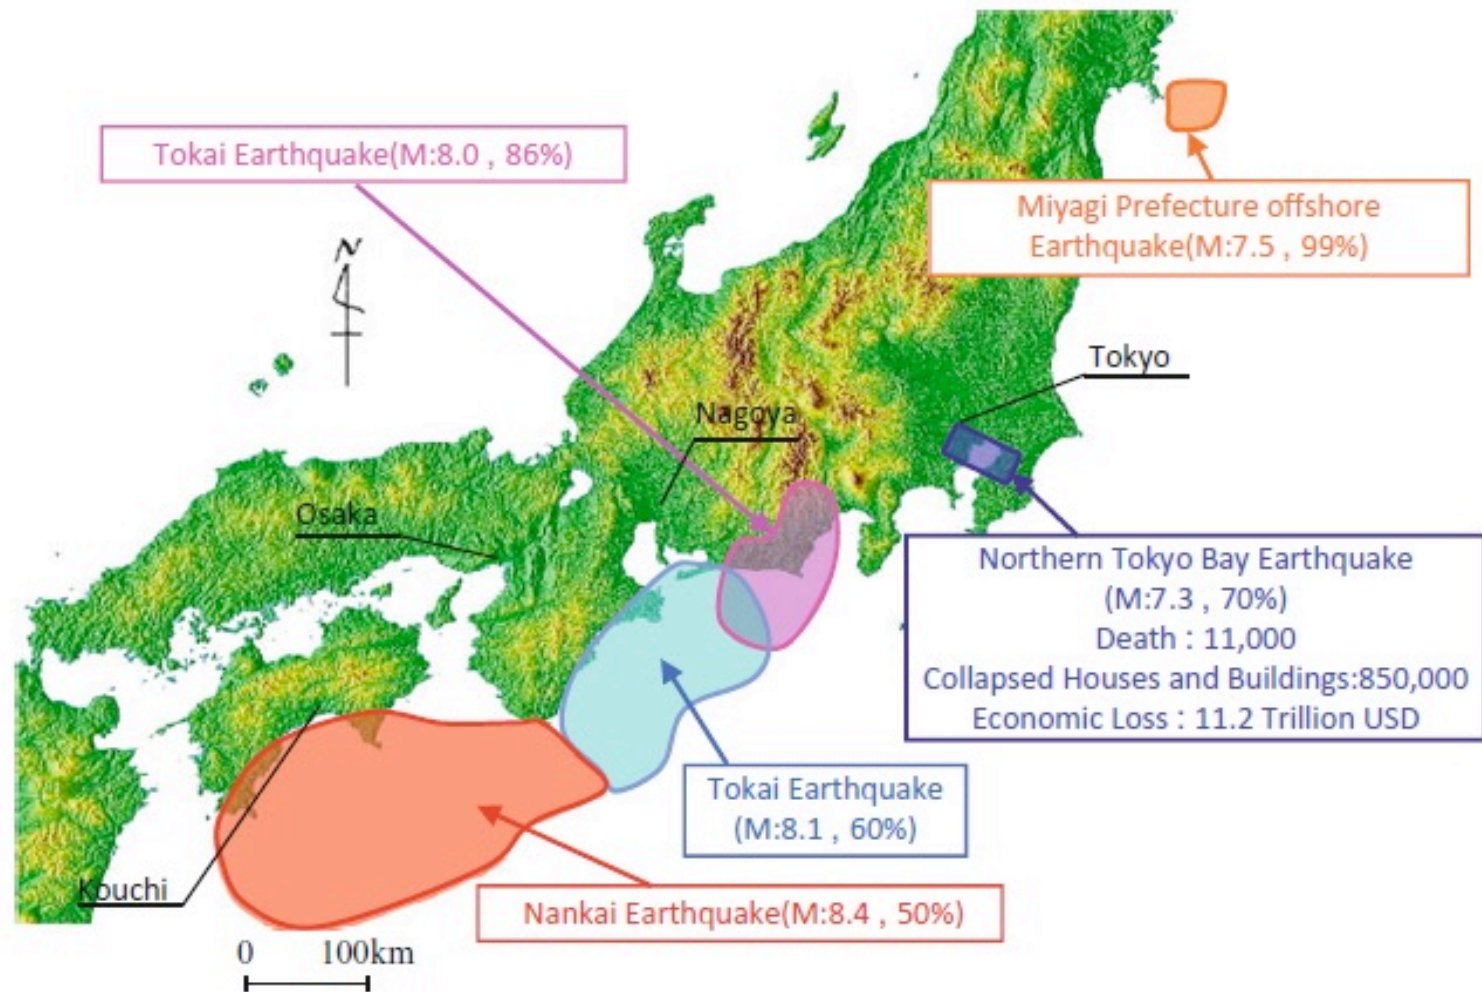 Tokai Earthquake(M:8.0 , 86%)
N
Miyagi Prefecture offshore
Earthquake(M:7.5 , 99%)
Tokyo
Nagoya
Osaka
Northern Tokyo Bay Earthquake
(M:7.3 , 70%)
Death : 11,000
Collapsed Houses and Buildings:850,000
Economic Loss : 11.2 Trillion USD
Tokai Earthquake
(M:8.1 , 60%)
Kouchi
Nankai Earthquake(M:8.4 , 50%)
0 100km